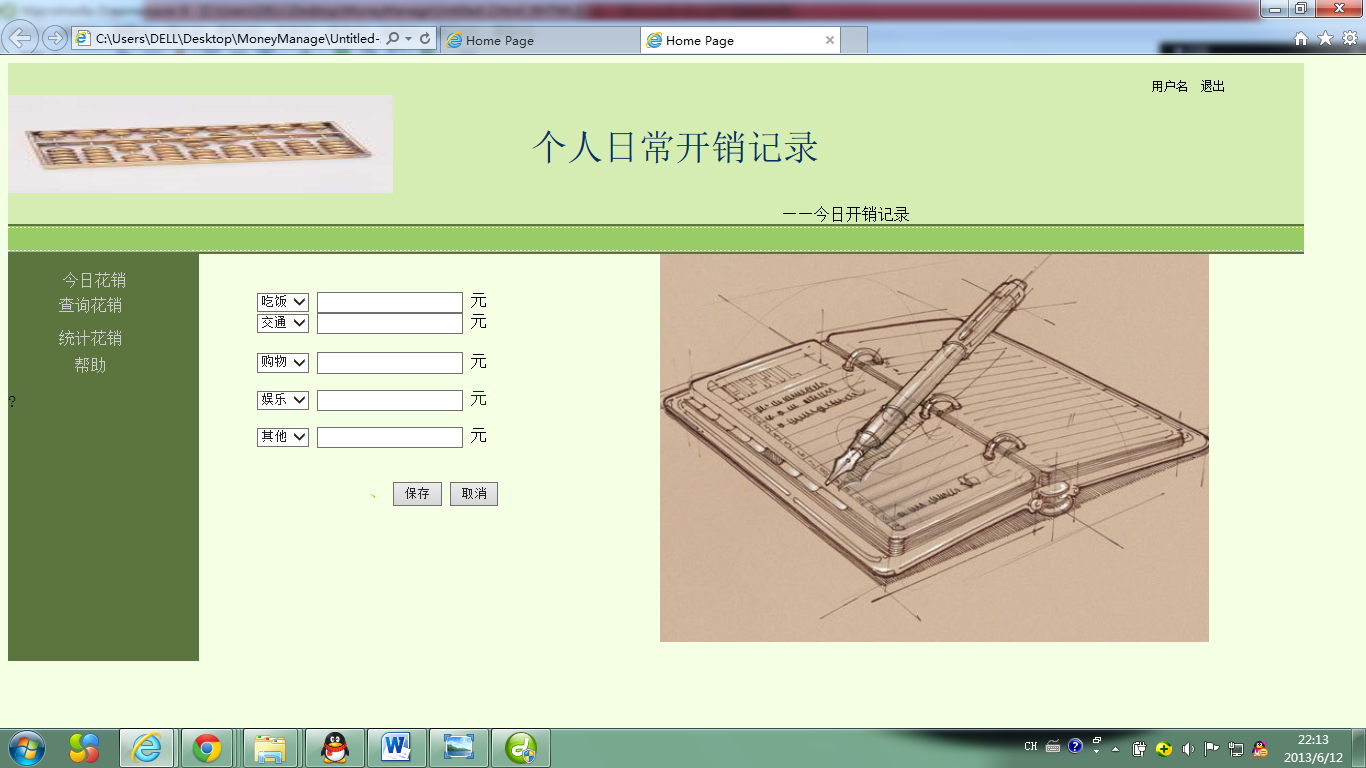 C:\Users\DELL\Desktop\MoneyManage\Untitled-
Home Page
Home Page
用户名 退出
个人日常开销记录
——今日开销记录
今日花销
查询花销
统计花销
帮助
?
吃饭 元
交通 元
购物 元
娱乐 元
其他 元
保存 取消
CH
22:13
2013/6/12